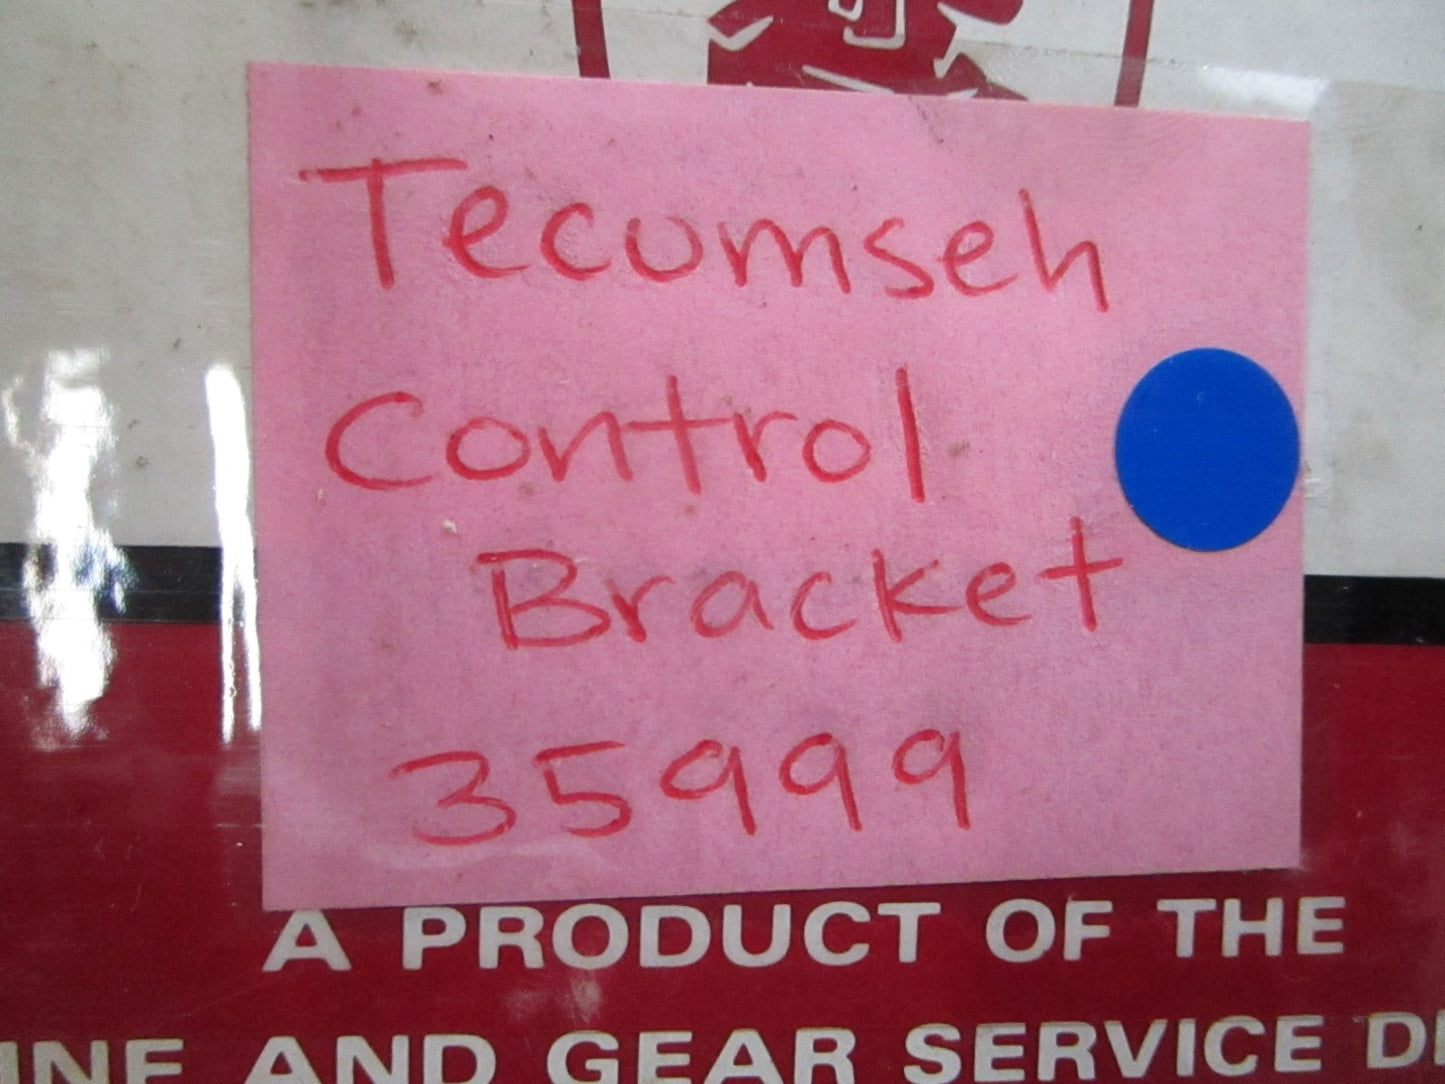 Tecumseh
Control
Bracket
35999
A PRODUCT OF THE
AND GEAR SERVICE